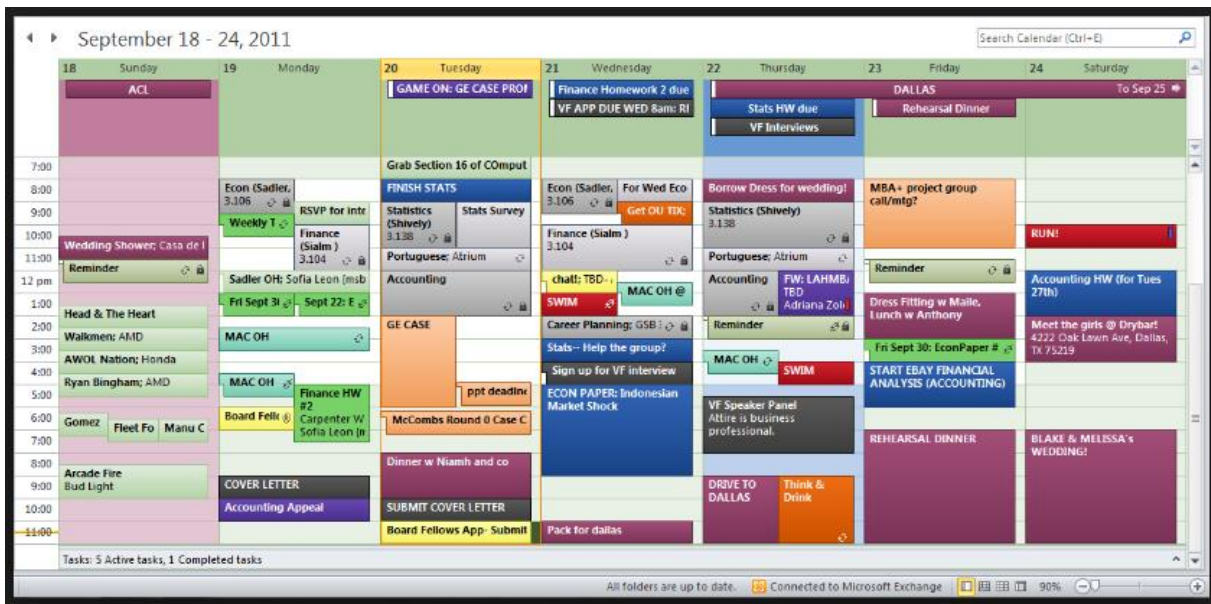 September 18 - 24, 2011
Search Calendar (Ctrl+E)
18 Sunday
19 Monday
20 Tuesday
21 Wednesday
22 Thursday
23 Friday
24 Saturday
ACL
GAME ON: GE CASE
Finance Homework 2 due
VF APP DUE WED 8am:
DALLAS
To Sep 25
Stats HW due
VF Interviews
Rehearsal Dinner
7:00
8:00
9:00
10:00
11:00
12 pm
1:00
2:00
3:00
4:00
5:00
6:00
7:00
8:00
9:00
10:00
11:00
Wedding Shower; Casa de
Reminder
Head & The Heart
Walkmen; AMD
AWOL Nation; Honda
Ryan Bingham; AMD
Gomez
Fleet Fo
Manu C
Arcade Fire
Bud Light
Econ (Sadler,
3.106
RSVP for intr
Weekly T
Finance
(Sialm )
3.104
Sadler OH; Sofia Leon [msb
Fri Sept 3
Sept 22: E
MAC OH
MAC OH
Finance HW
#2
Carpenter W
Sofia Leon [m
Board Felle
COVER LETTER
Accounting Appeal
Grab Section 16 of COmput
FINISH STATS
Statistics
(Shively)
3.138
Stats Survey
Portuguese; Atrium
Accounting
GE CASE
ppt deadline
McCombs Round 0 Case C
Dinner w Niamh and co
SUBMIT COVER LETTER
Board Fellows App- Submit
Econ (Sadler,
3.106
For Wed Eco
Get OU TIX;
Finance (Sialm )
3.104
chat!; TBD-
MAC OH @
SWIM
Career Planning; GSB
Stats-- Help the group?
Sign up for VF interview
ECON PAPER: Indonesian
Market Shock
Pack for dallas
Borrow Dress for wedding!
Statistics (Shively)
3.138
Portuguese; Atrium
Accounting
FW: LAHMB
TBD
Adriana Zol
Reminder
MAC OH
SWIM
VF Speaker Panel
Attire is business
professional.
DRIVE TO
DALLAS
Think &
Drink
MBA+ project group
call/mtg?
Reminder
Dress Fitting w Maile,
Lunch w Anthony
Fri Sept 30: EconPaper #
START EBAY FINANCIAL
ANALYSIS (ACCOUNTING)
REHEARSAL DINNER
RUN!
Accounting HW (for Tues
27th)
Meet the girls @ Drybar!
4222 Oak Lawn Ave, Dallas,
TX 75219
BLAKE & MELISSA's
WEDDING!
Tasks: 5 Active tasks, 1 Completed tasks
All folders are up to date.
Connected to Microsoft Exchange
90%